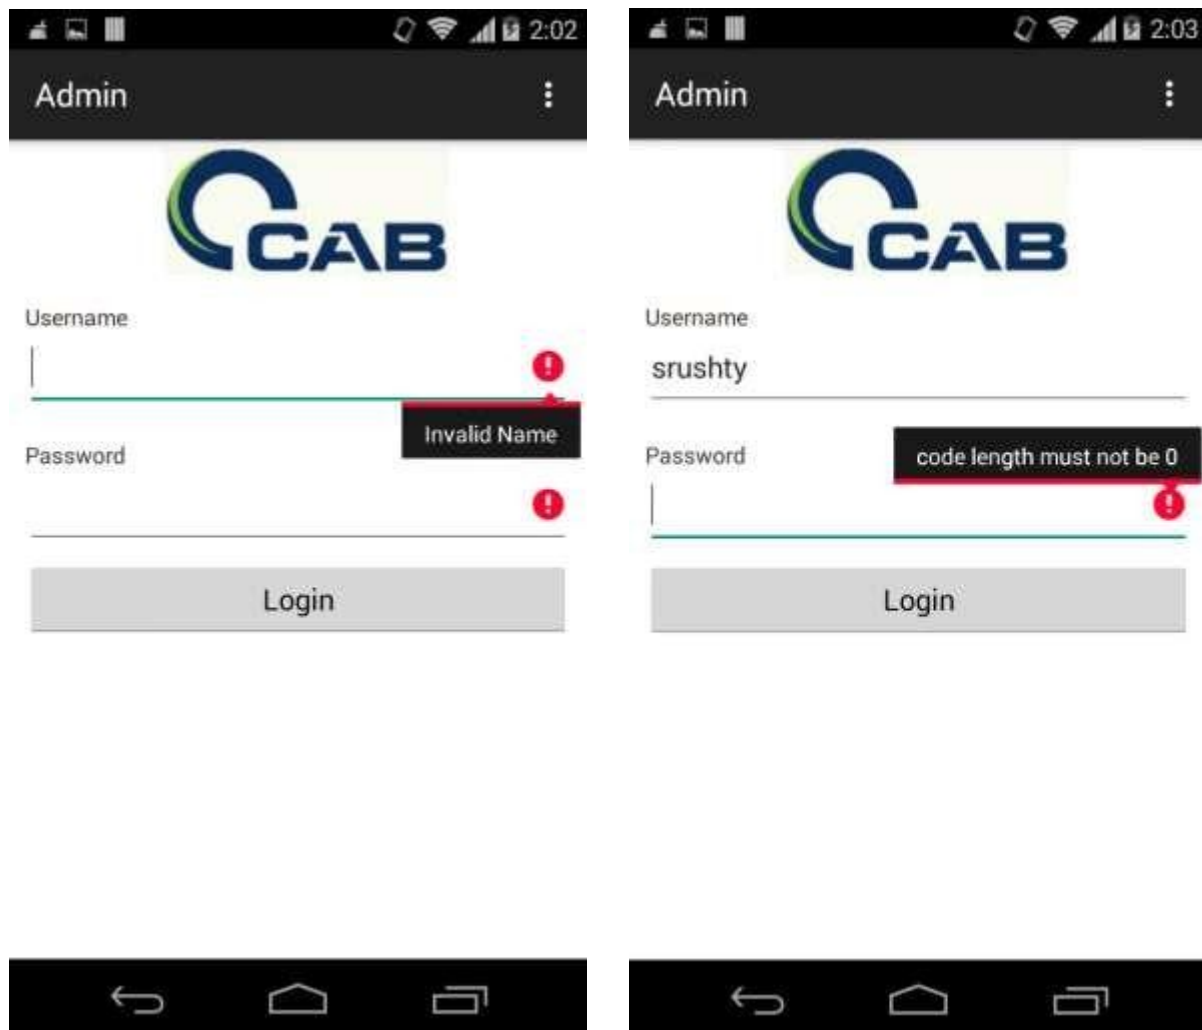 2:02
Admin
CAB
Username
Invalid Name
Password
Login
2:03
Admin
CAB
Username
srushty
Password
code length must not be 0
Login